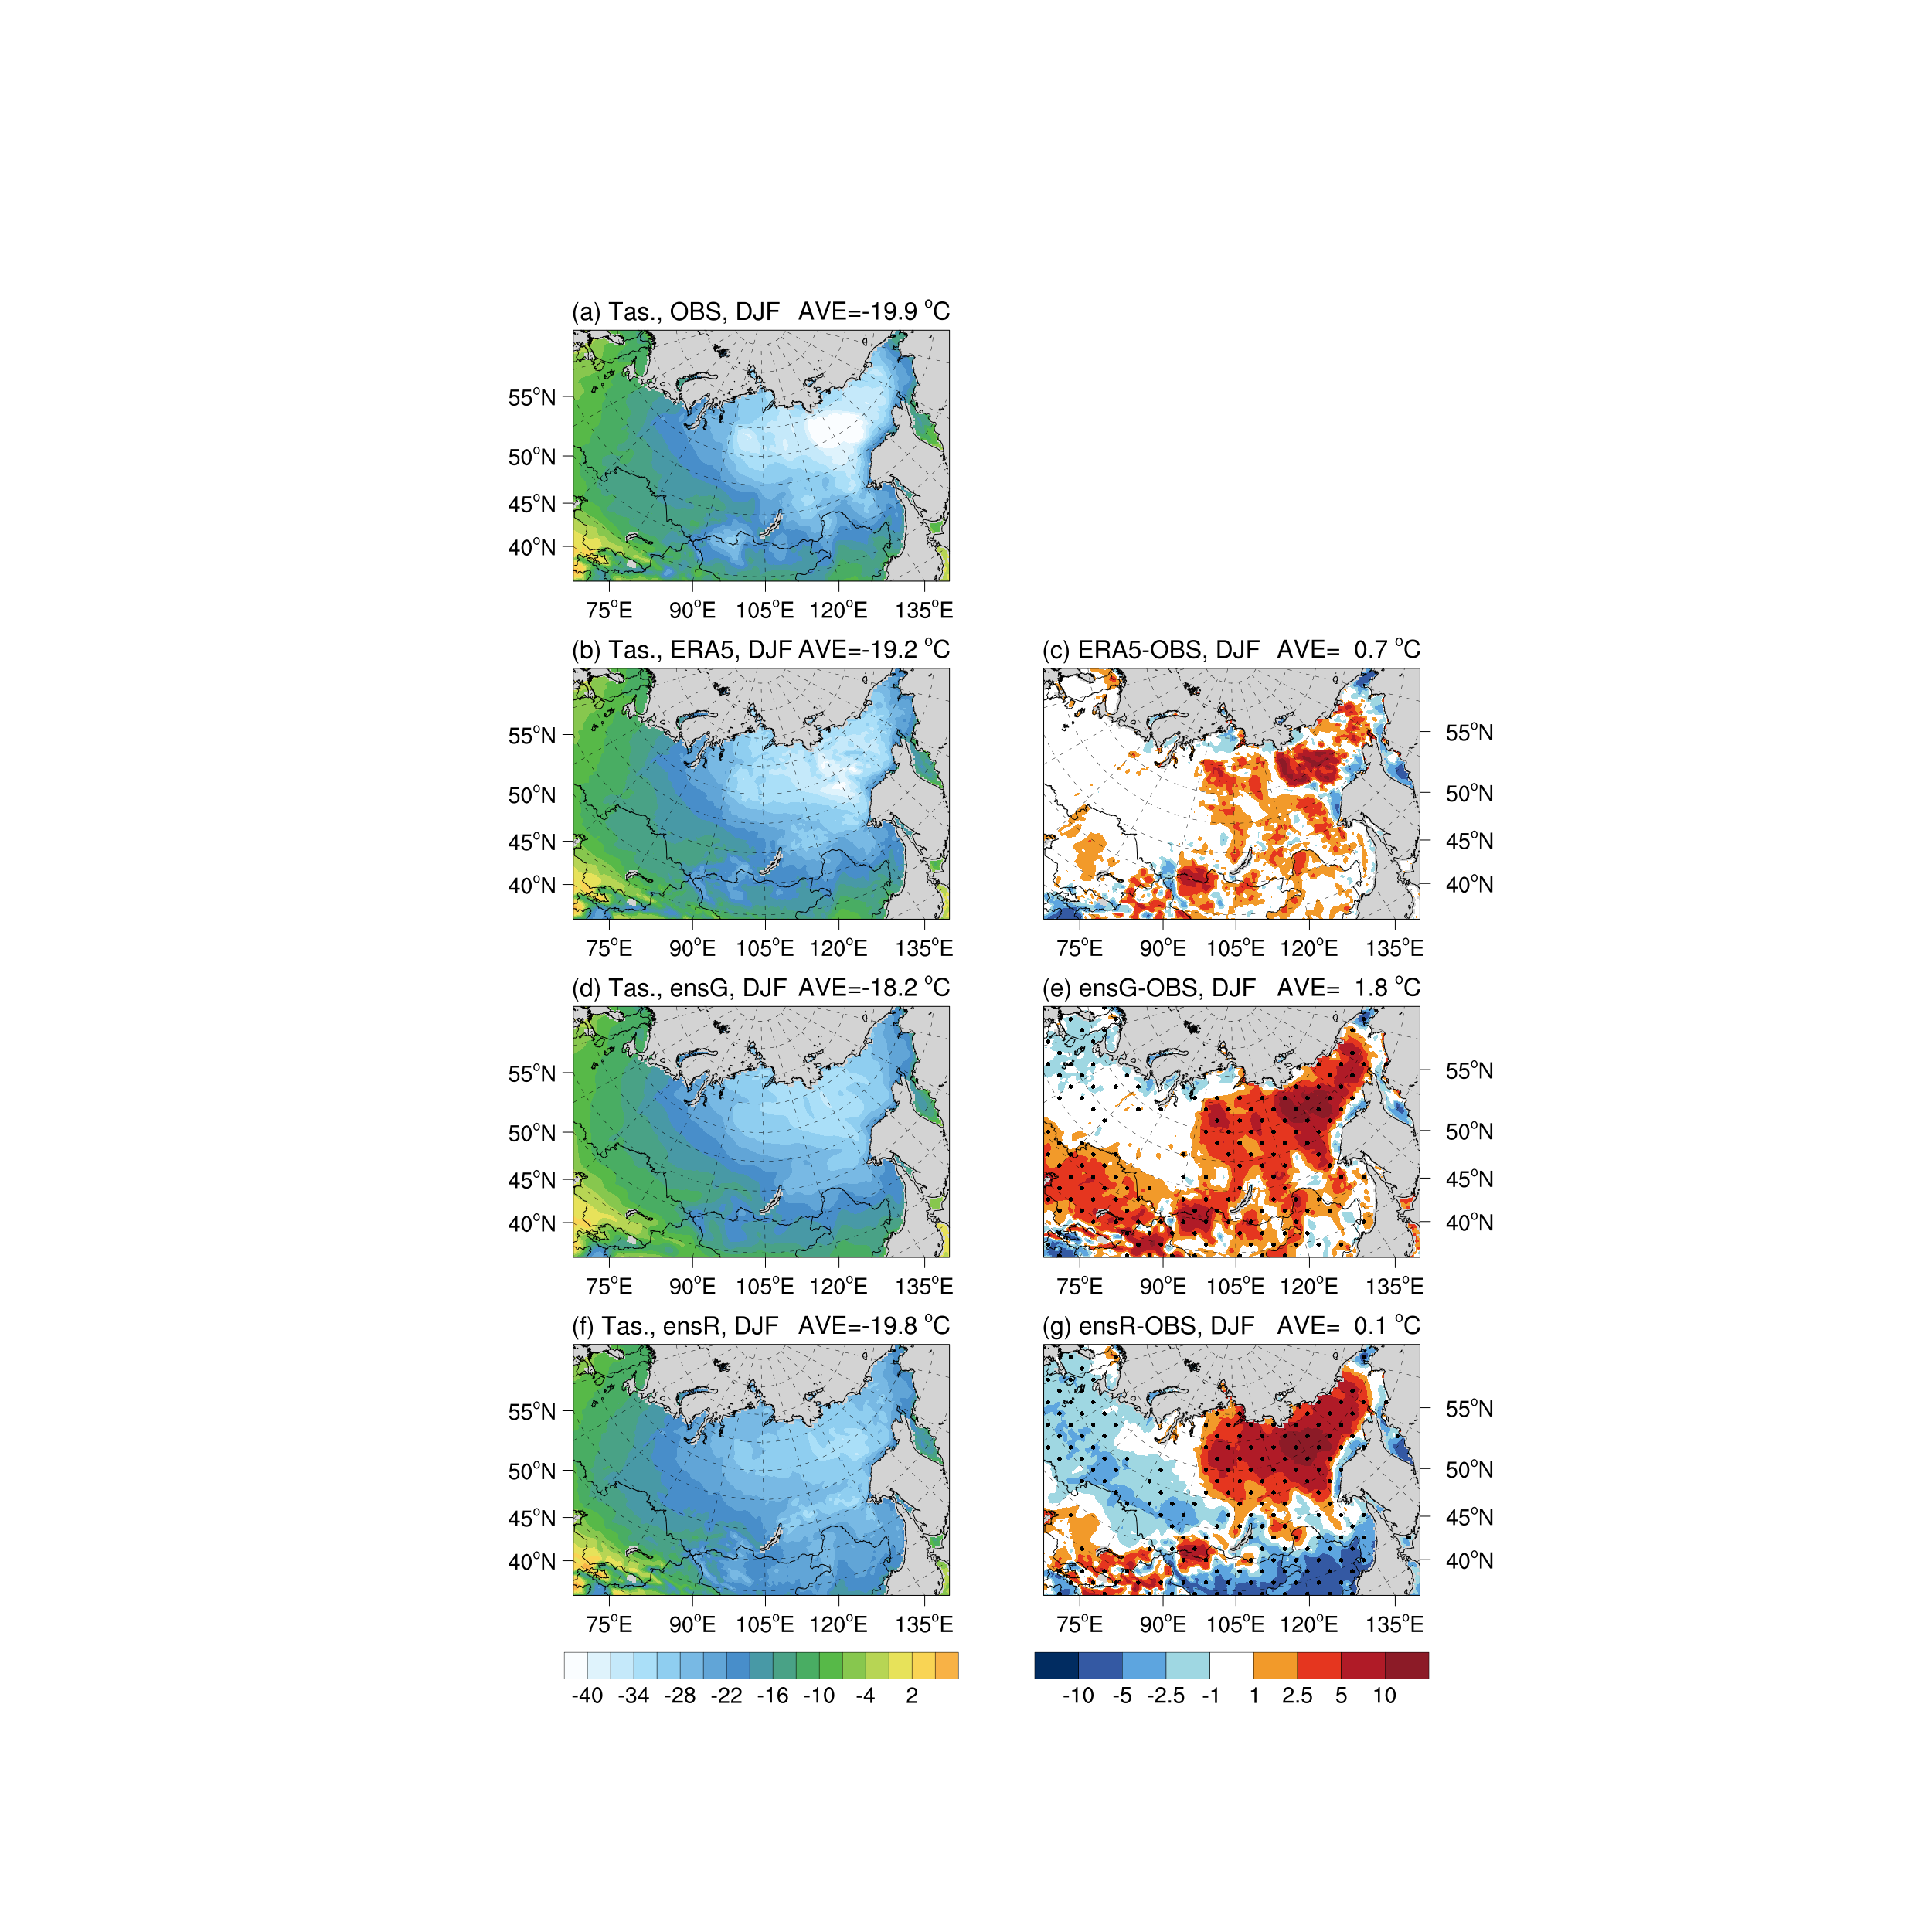 (a) Tas., OBS, DJF AVE=-19.9 °C
55°N
50°N
45°N
40°N
75°E 90°E 105°E 120°E 135°E
(b) Tas., ERA5, DJF AVE=-19.2 °C
55°N
50°N
45°N
40°N
75°E 90°E 105°E 120°E 135°E
(c) ERA5-OBS, DJF AVE= 0.7 °C
55°N
50°N
45°N
40°N
75°E 90°E 105°E 120°E 135°E
(d) Tas., ensG, DJF AVE=-18.2 °C
55°N
50°N
45°N
40°N
75°E 90°E 105°E 120°E 135°E
(e) ensG-OBS, DJF AVE= 1.8 °C
55°N
50°N
45°N
40°N
75°E 90°E 105°E 120°E 135°E
(f) Tas., ensR, DJF AVE=-19.8 °C
55°N
50°N
45°N
40°N
75°E 90°E 105°E 120°E 135°E
(g) ensR-OBS, DJF AVE= 0.1 °C
55°N
50°N
45°N
40°N
75°E 90°E 105°E 120°E 135°E
-40 -34 -28 -22 -16 -10 -4 2
-10 -5 -2.5 -1 1 2.5 5 10